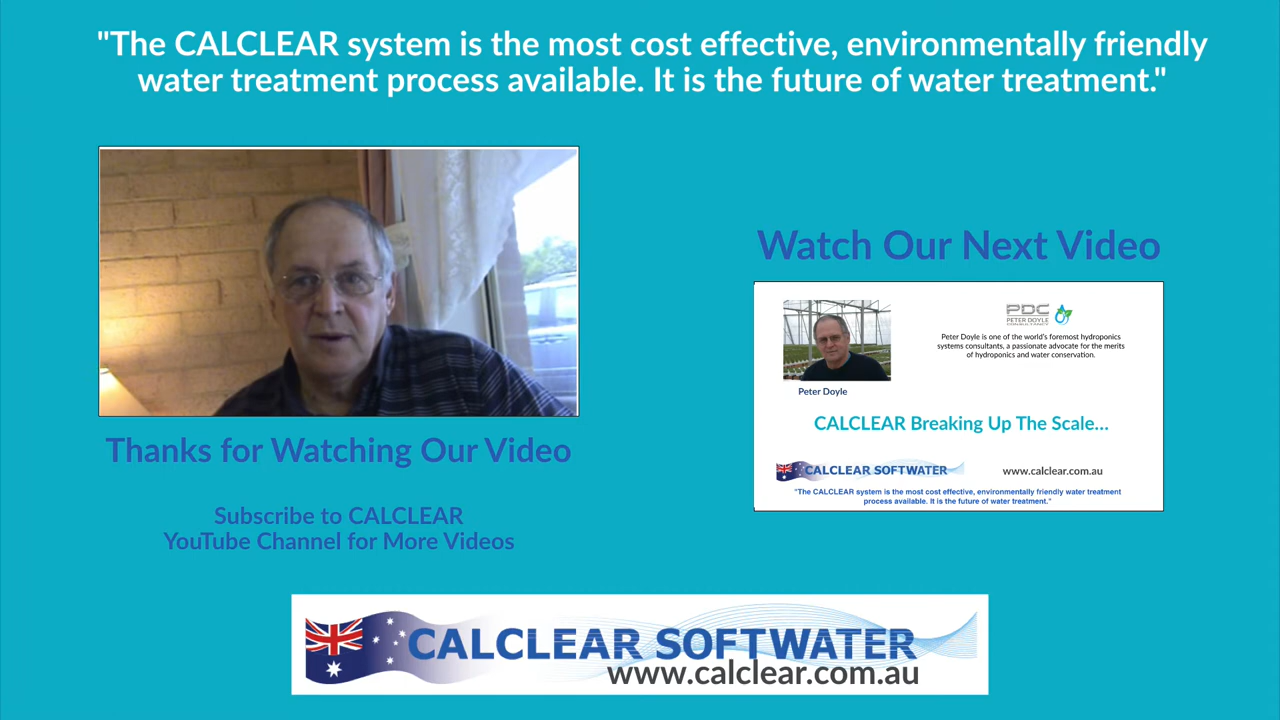 "The CALCLEAR system is the most cost effective, environmentally friendly
water treatment process available. It is the future of water treatment."
Thanks for Watching Our Video
Subscribe to CALCLEAR
YouTube Channel for More Videos
Watch Our Next Video
PDC
PETER DOYLE
CONSULTANCY
Peter Doyle is one of the world's foremost hydroponics
systems consultants, a passionate advocate for the merits
of hydroponics and water conservation.
Peter Doyle
CALCLEAR Breaking Up The Scale...
CALCLEAR SOFTWATER
www.calclear.com.au
"The CALCLEAR system is the most cost effective, environmentally friendly water treatment
process available. It is the future of water treatment."
CALCLEAR SOFTWATER
www.calclear.com.au